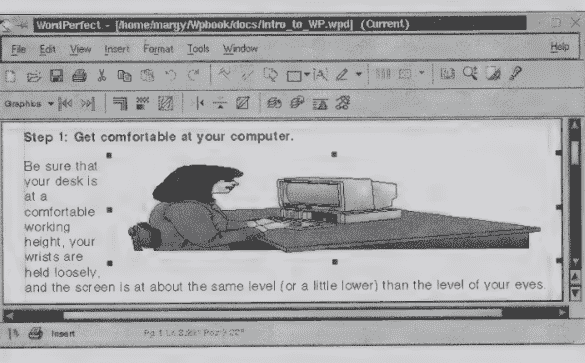 WordPerfect - [/home/margy/Wpbook/docs/Intro_to_WP.wpd] (Current)
File Edit View Insert Format Tools Window Help
Graphics
Step 1: Get comfortable at your computer.
Be sure that
your desk is
at a
comfortable
working
height, your
wrists are
held loosely,
and the screen is at about the same level (or a little lower) than the level of your eyes.
Insert
Pg 1 Ln